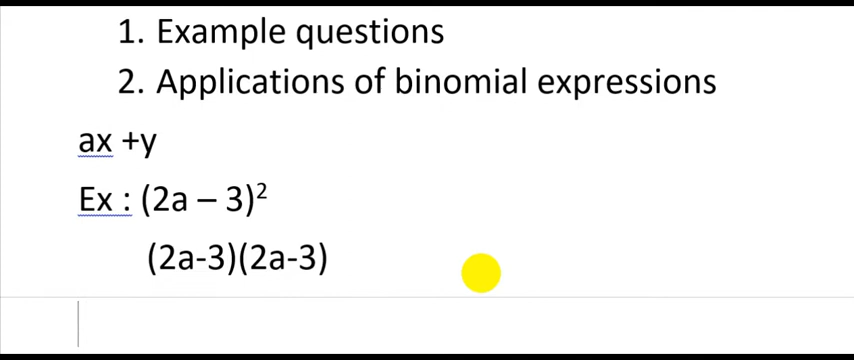 1. Example questions
2. Applications of binomial expressions
ax +y
Ex : (2a – 3)²
(2a-3)(2a-3)